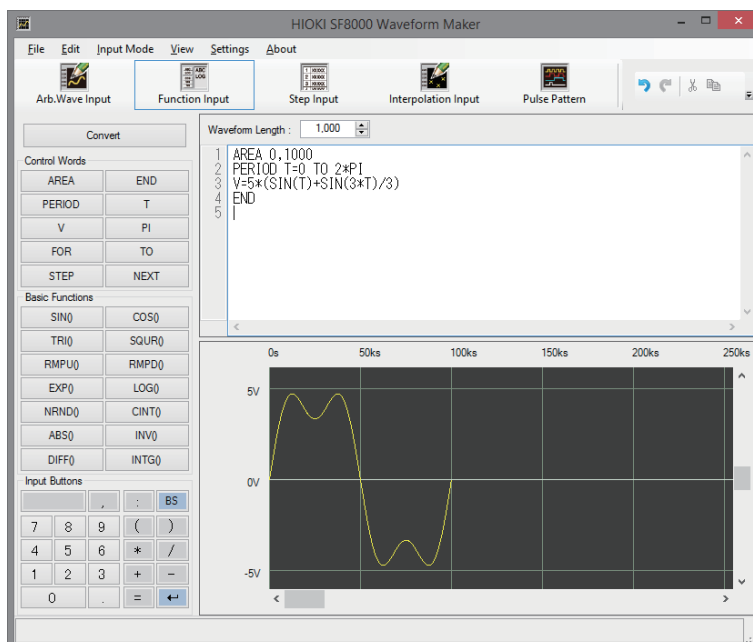 HIOKI SF8000 Waveform Maker
File Edit Input Mode View Settings About
Arb.Wave Input Function Input Step Input Interpolation Input Pulse Pattern
Convert
Waveform Length : 1,000
Control Words
AREA END
PERIOD T
V PI
FOR TO
STEP NEXT
1 AREA 0,1000
2 PERIOD T=0 TO 2*PI
3 V=5*(SIN(T)+SIN(3*T)/3)
4 END
5
Basic Functions
SIN() COS()
TRI() SQUR()
RMPU() RMPD()
EXP() LOG()
NRND() CINT()
ABS() INV()
DIFF() INTG()
Input Buttons
, : BS
7 8 9 ( )
4 5 6 * /
1 2 3 + -
0 . = ↵
0s 50ks 100ks 150ks 200ks 250ks
5V
0V
-5V